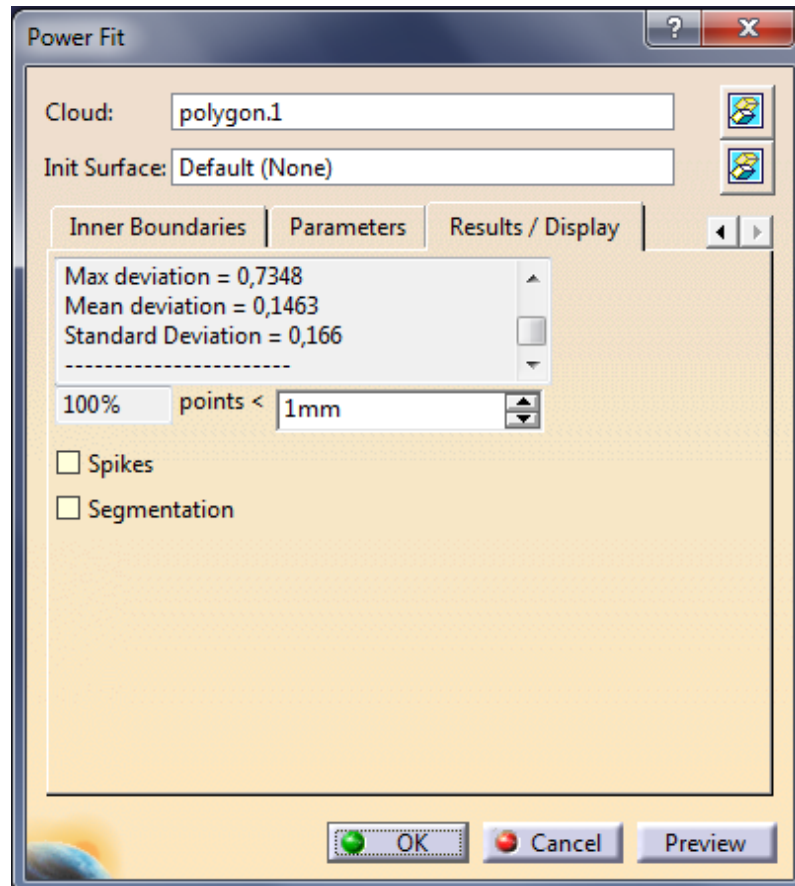 Power Fit
?
X
Cloud: polygon.1
Init Surface: Default (None)
Inner Boundaries Parameters Results / Display
Max deviation = 0,7348
Mean deviation = 0,1463
Standard Deviation = 0,166
-----------------------
100% points < 1mm
Spikes
Segmentation
OK Cancel Preview